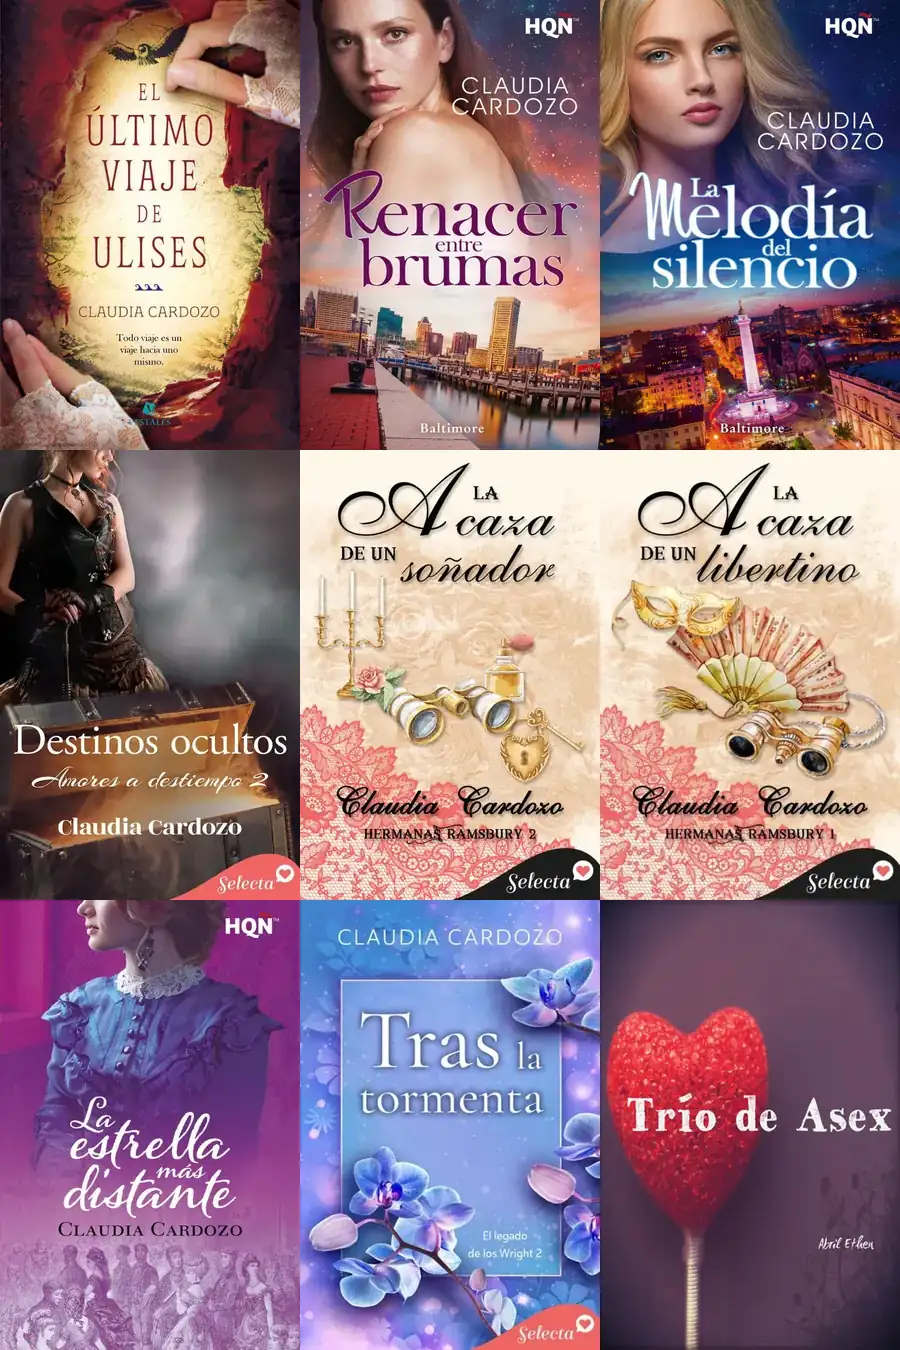 EL
ÚLTIMO
VIAJE
DE
ULISES
CLAUDIA CARDOZO
Todo viaje es un
viaje hacia uno
mismo.
VESTALES
HQÑ™
CLAUDIA
CARDOZO
Renacer
entre
brumas
Baltimore
HQÑ™
CLAUDIA
CARDOZO
La
Melodía
del
silencio
Baltimore
Destinos ocultos
Amores a destiempo 2
Claudia Cardozo
Selecta
A LA
caza
DE UN
soñador
Claudia Cardozo
HERMANAS RAMSBURY 2
Selecta
A LA
caza
DE UN
libertino
Claudia Cardozo
HERMANAS RAMSBURY 1
Selecta
HQÑ™
La
estrella
más
distante
CLAUDIA CARDOZO
CLAUDIA CARDOZO
Tras la
tormenta
El legado
de los Wright 2
Selecta
Trío de Asex
Abril Ethen